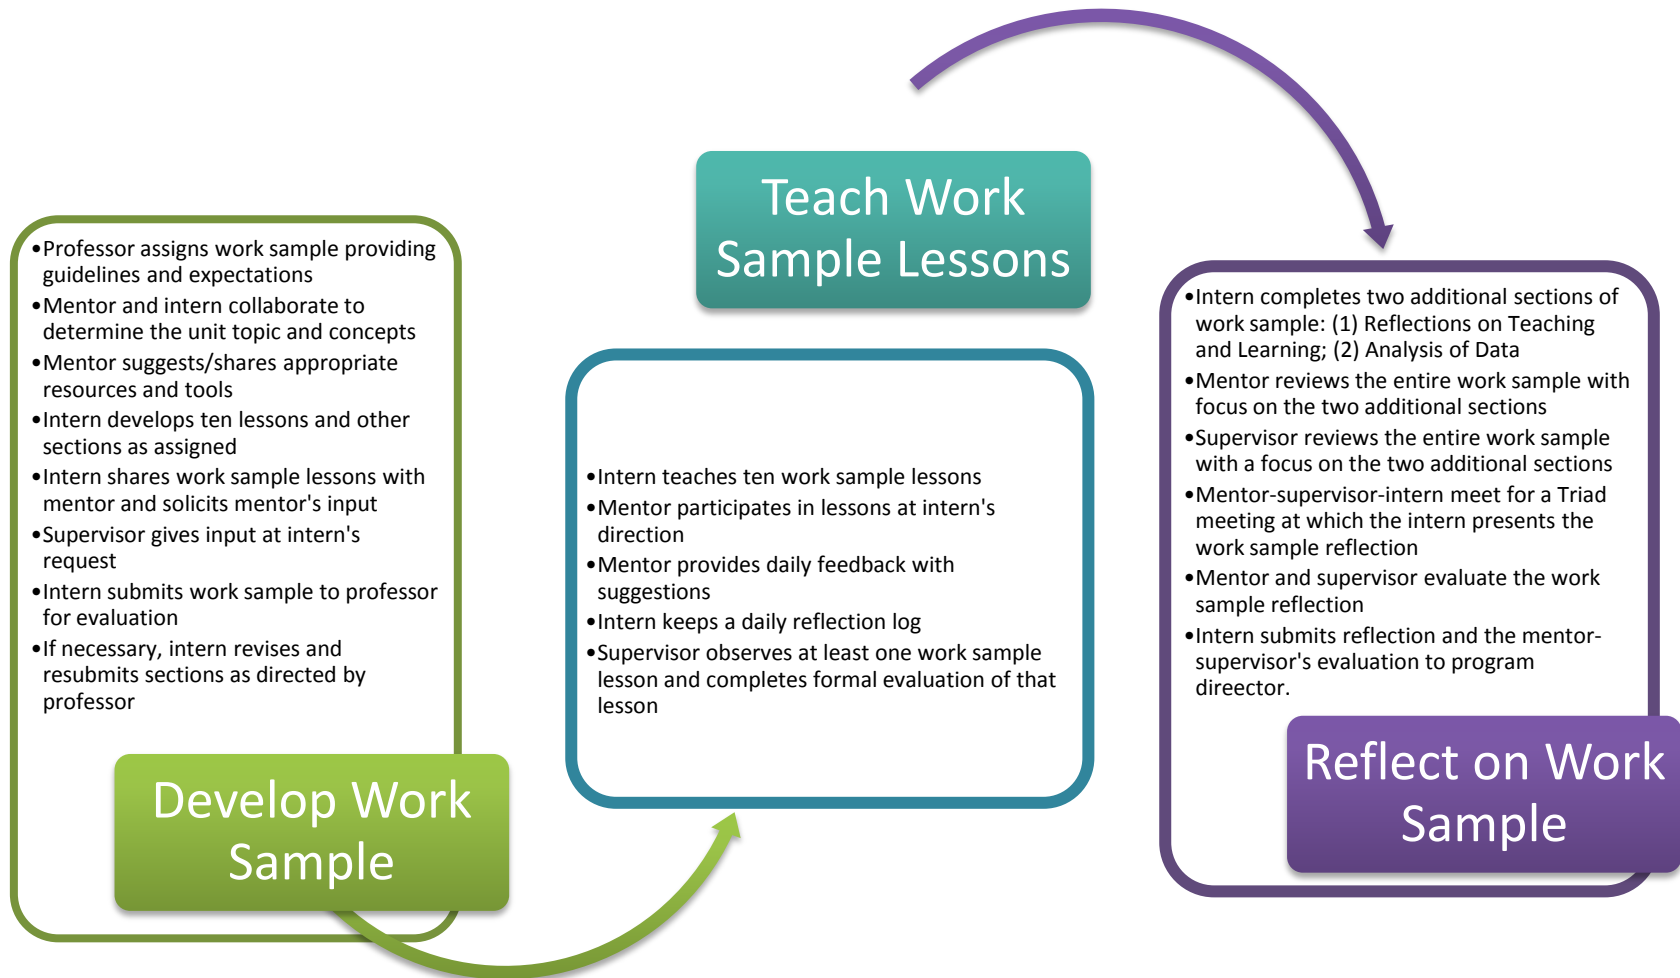 •Professor assigns work sample providing
guidelines and expectations
•Mentor and intern collaborate to
determine the unit topic and concepts
•Mentor suggests/shares appropriate
resources and tools
•Intern develops ten lessons and other
sections as assigned
•Intern shares work sample lessons with
mentor and solicits mentor's input
•Supervisor gives input at intern's
request
•Intern submits work sample to professor
for evaluation
•If necessary, intern revises and
resubmits sections as directed by
professor
Develop Work
Sample
Teach Work
Sample Lessons
•Intern teaches ten work sample lessons
•Mentor participates in lessons at intern's
direction
•Mentor provides daily feedback with
suggestions
•Intern keeps a daily reflection log
•Supervisor observes at least one work sample
lesson and completes formal evaluation of that
lesson
•Intern completes two additional sections of
work sample: (1) Reflections on Teaching
and Learning; (2) Analysis of Data
•Mentor reviews the entire work sample with
focus on the two additional sections
•Supervisor reviews the entire work sample
with a focus on the two additional sections
•Mentor-supervisor-intern meet for a Triad
meeting at which the intern presents the
work sample reflection
•Mentor and supervisor evaluate the work
sample reflection
•Intern submits reflection and the mentor-
supervisor's evaluation to program
direector.
Reflect on Work
Sample